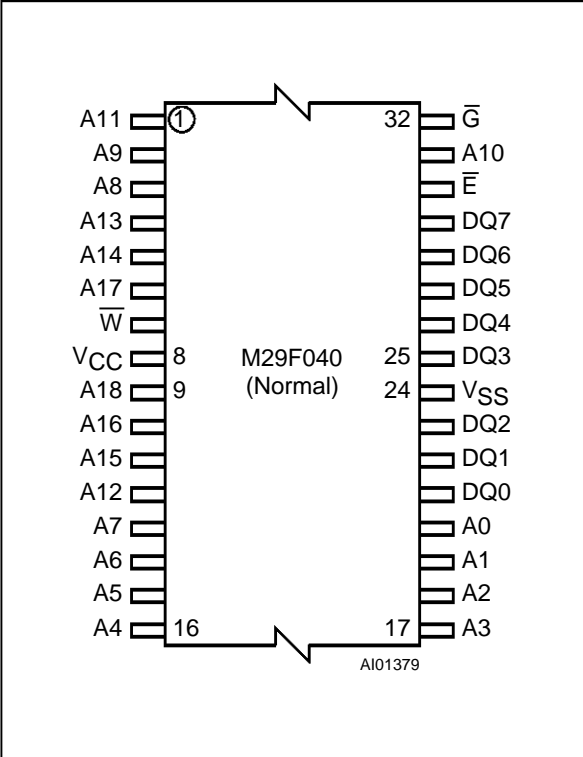 A11 1 32 G̅
A9 A10
A8 E̅
A13 DQ7
A14 DQ6
A17 DQ5
W̅ DQ4
VCC 8 M29F040 25 DQ3
A18 9 (Normal) 24 VSS
A16 DQ2
A15 DQ1
A12 DQ0
A7 A0
A6 A1
A5 A2
A4 16 17 A3
AI01379